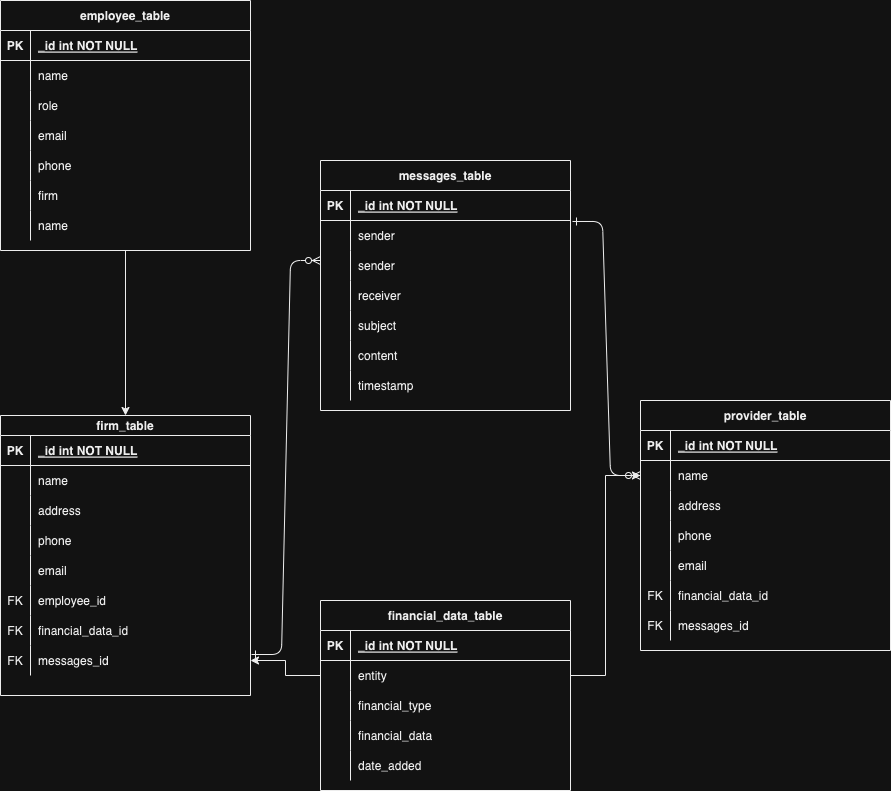 employee_table
PK _id int NOT NULL
name
role
email
phone
firm
name
messages_table
PK _id int NOT NULL
sender
sender
receiver
subject
content
timestamp
firm_table
PK _id int NOT NULL
name
address
phone
email
FK employee_id
FK financial_data_id
FK messages_id
provider_table
PK _id int NOT NULL
name
address
phone
email
FK financial_data_id
FK messages_id
financial_data_table
PK _id int NOT NULL
entity
financial_type
financial_data
date_added